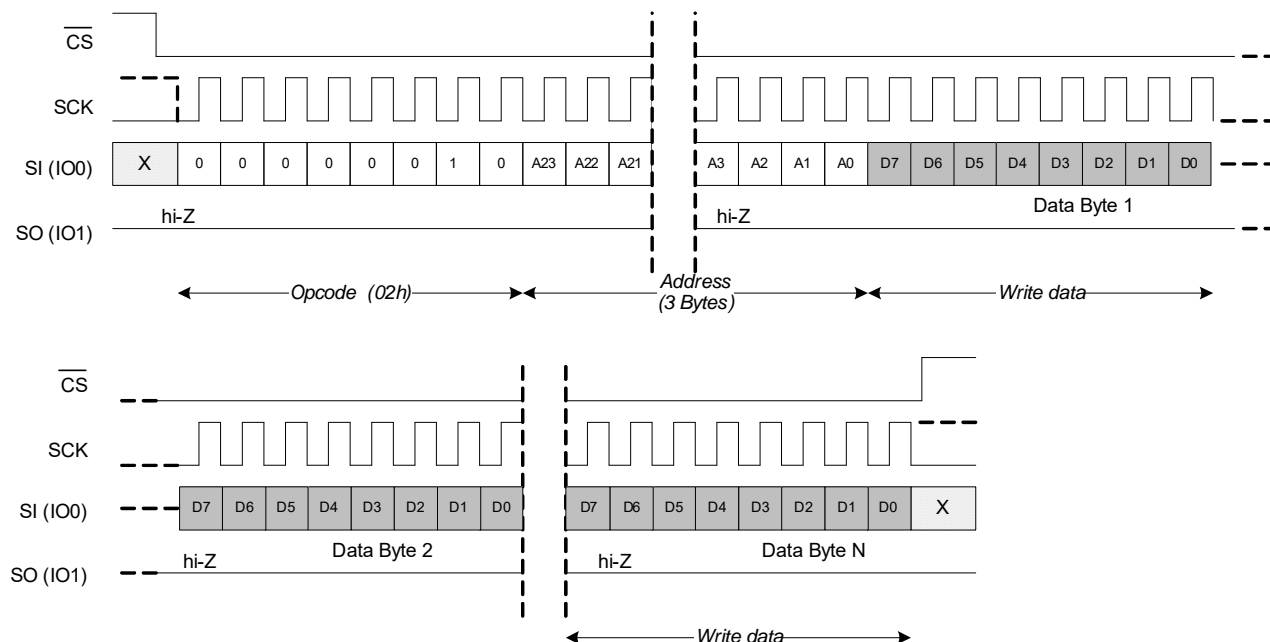 CS
SCK
SI (IO0) X 0 0 0 0 0 0 1 0 A23 A22 A21 A3 A2 A1 A0 D7 D6 D5 D4 D3 D2 D1 D0
hi-Z hi-Z Data Byte 1
SO (IO1)
Opcode (02h) Address (3 Bytes) Write data
CS
SCK
SI (IO0) D7 D6 D5 D4 D3 D2 D1 D0 D7 D6 D5 D4 D3 D2 D1 D0 X
hi-Z Data Byte 2 hi-Z Data Byte N
SO (IO1)
Write data